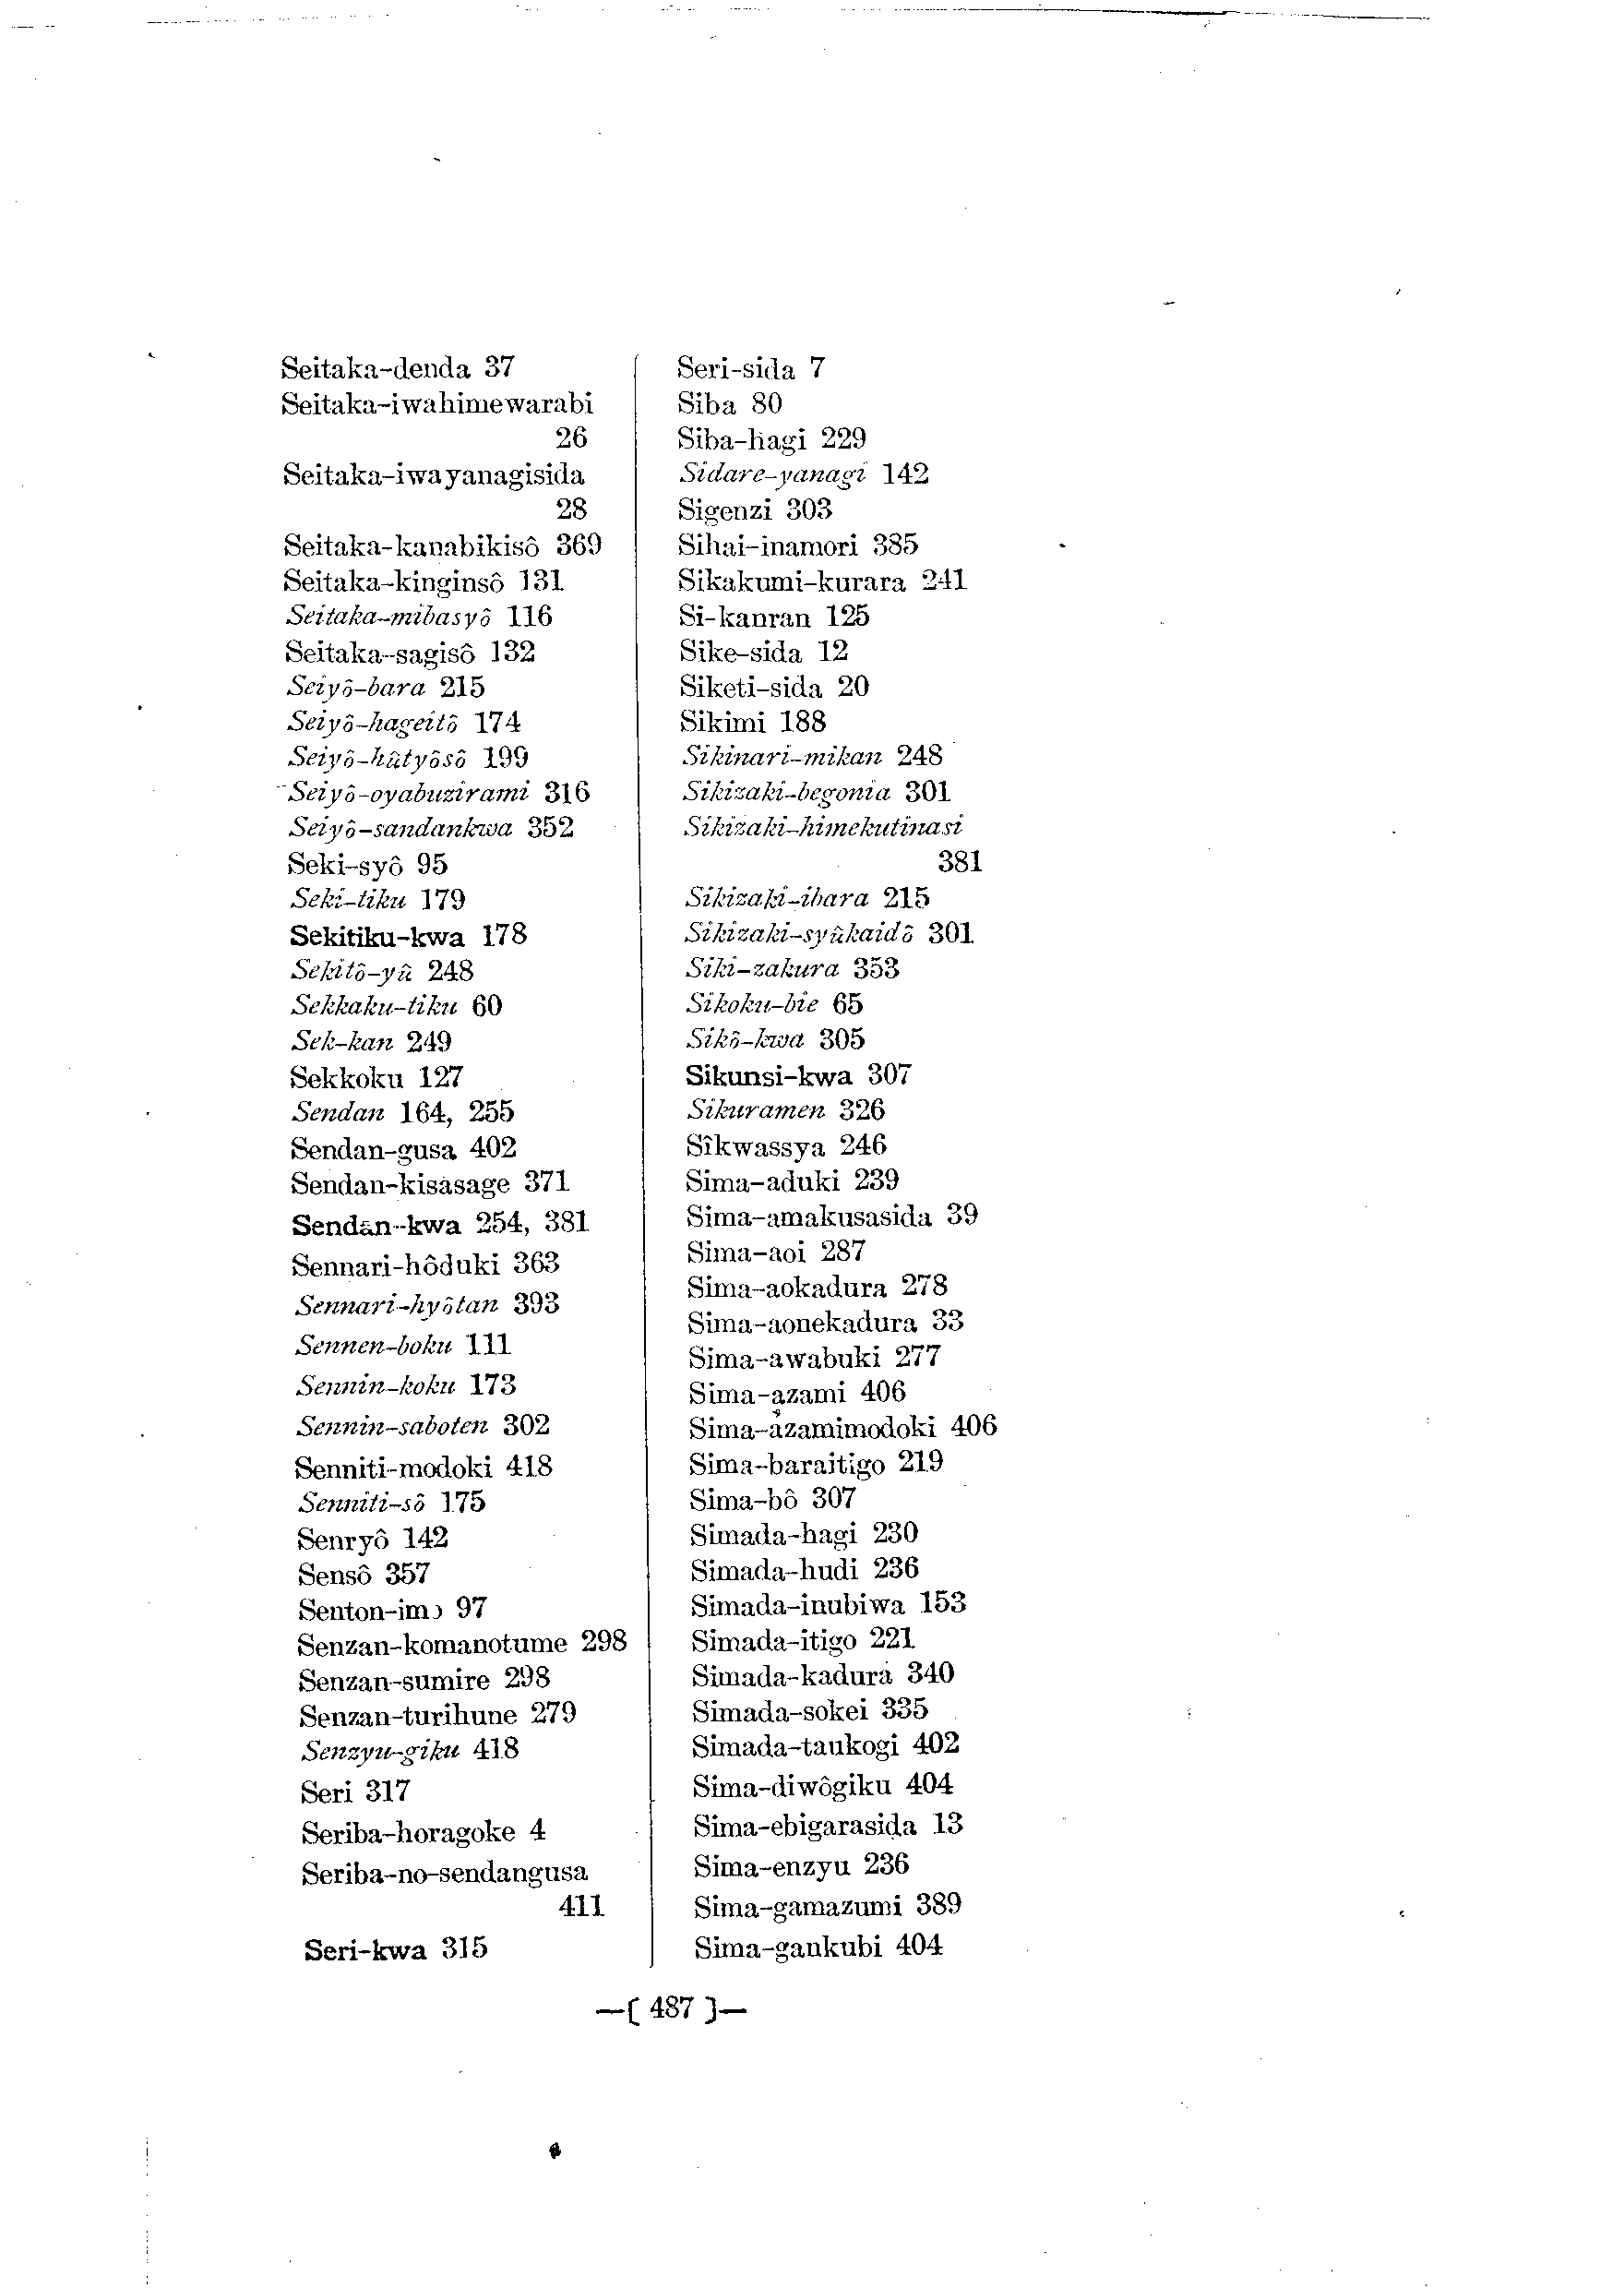 Seitaka-denda 37
Seitaka-iwahimewarabi
26
Seitaka-iwayanagisida
28
Seitaka-kanabikisô 369
Seitaka-kinginsô 131
Seitaka-mibasyô 116
Seitaka-sagisô 132
Seiyô-bara 215
Seiyô-hageitô 174
Seiyô-hûtyôsô 199
Seiyô-oyabuzirami 316
Seiyô-sandankwa 352
Seki-syô 95
Seki-tiku 179
Sekitiku-kwa 178
Sekitô-yû 248
Sekkaku-tiku 60
Sek-kan 249
Sekkoku 127
Sendan 164, 255
Sendan-gusa 402
Sendan-kisasage 371
Sendan-kwa 254, 381
Sennari-hôduki 363
Sennari-hyôtan 393
Sennen-boku 111
Sennin-koku 173
Sennin-saboten 302
Senniti-modoki 418
Senniti-sô 175
Senryô 142
Sensô 357
Senton-imo 97
Senzan-komanotume 298
Senzan-sumire 298
Senzan-turihune 279
Senzyu-giku 418
Seri 317
Seriba-horagoke 4
Seriba-no-sendangusa
411
Seri-kwa 315
Seri-sida 7
Siba 80
Siba-hagi 229
Sidare-yanagi 142
Sigenzi 303
Sihai-inamori 385
Sikakumi-kurara 241
Si-kanran 125
Sike-sida 12
Siketi-sida 20
Sikimi 188
Sikinari-mikan 248
Sikizaki-begonia 301
Sikizaki-himekutinasi
381
Sikizaki-ibara 215
Sikizaki-syûkaidô 301
Siki-zakura 353
Sikoku-bie 65
Sikô-kwa 305
Sikunsi-kwa 307
Sikuramen 326
Sîkwassya 246
Sima-aduki 239
Sima-amakusasida 39
Sima-aoi 287
Sima-aokadura 278
Sima-aonekadura 33
Sima-awabuki 277
Sima-azami 406
Sima-azamimodoki 406
Sima-baraitigo 219
Sima-bô 307
Simada-hagi 230
Simada-hudi 236
Simada-inubiwa 153
Simada-itigo 221
Simada-kadura 340
Simada-sokei 335
Simada-taukogi 402
Sima-diwôgiku 404
Sima-ebigarasida 13
Sima-enzyu 236
Sima-gamazumi 389
Sima-gankubi 404
—[ 487 ]—